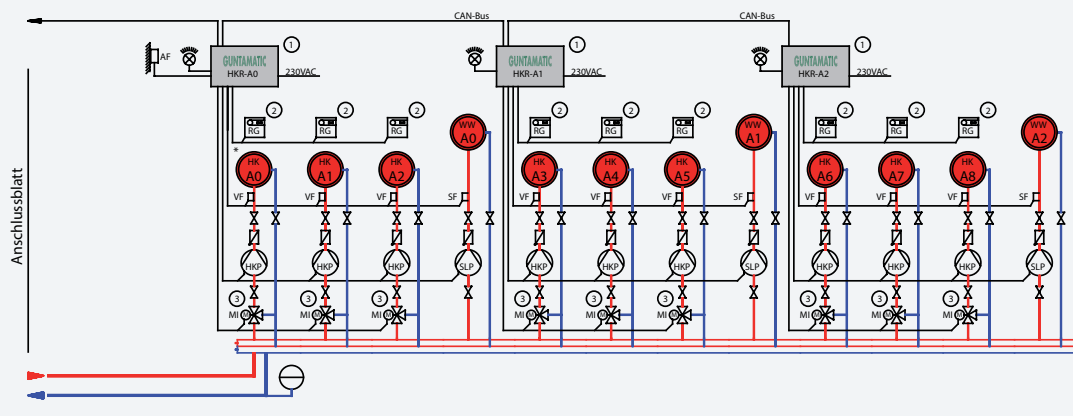 CAN-Bus CAN-Bus
1 1 1
AF
GUNTAMATIC GUNTAMATIC GUNTAMATIC
HKR-A0 230VAC HKR-A1 230VAC HKR-A2 230VAC
2 2 2 2 2 2 2 2 2
RG RG RG WW RG RG RG WW RG RG RG WW
A0 A1 A2
*
HK HK HK HK HK HK HK HK HK
A0 A1 A2 A3 A4 A5 A6 A7 A8
VF VF VF SF VF VF VF SF VF VF VF SF
Anschlussblatt
HKP HKP HKP SLP HKP HKP HKP SLP HKP HKP HKP SLP
3 3 3 3 3 3 3 3 3
MI M MI M MI M MI M MI M MI M MI M MI M MI M